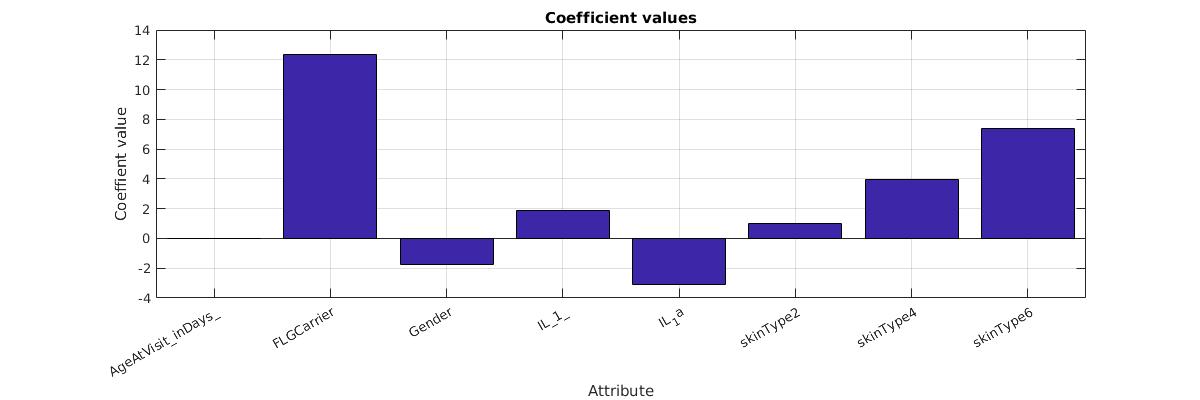 Coefficient values
14
12
10
8
6
4
2
0
-2
-4
Coeffient value
AgeAtVisit_inDays_
FLGCarrier
Gender
IL_1_
IL₁a
skinType2
skinType4
skinType6
Attribute